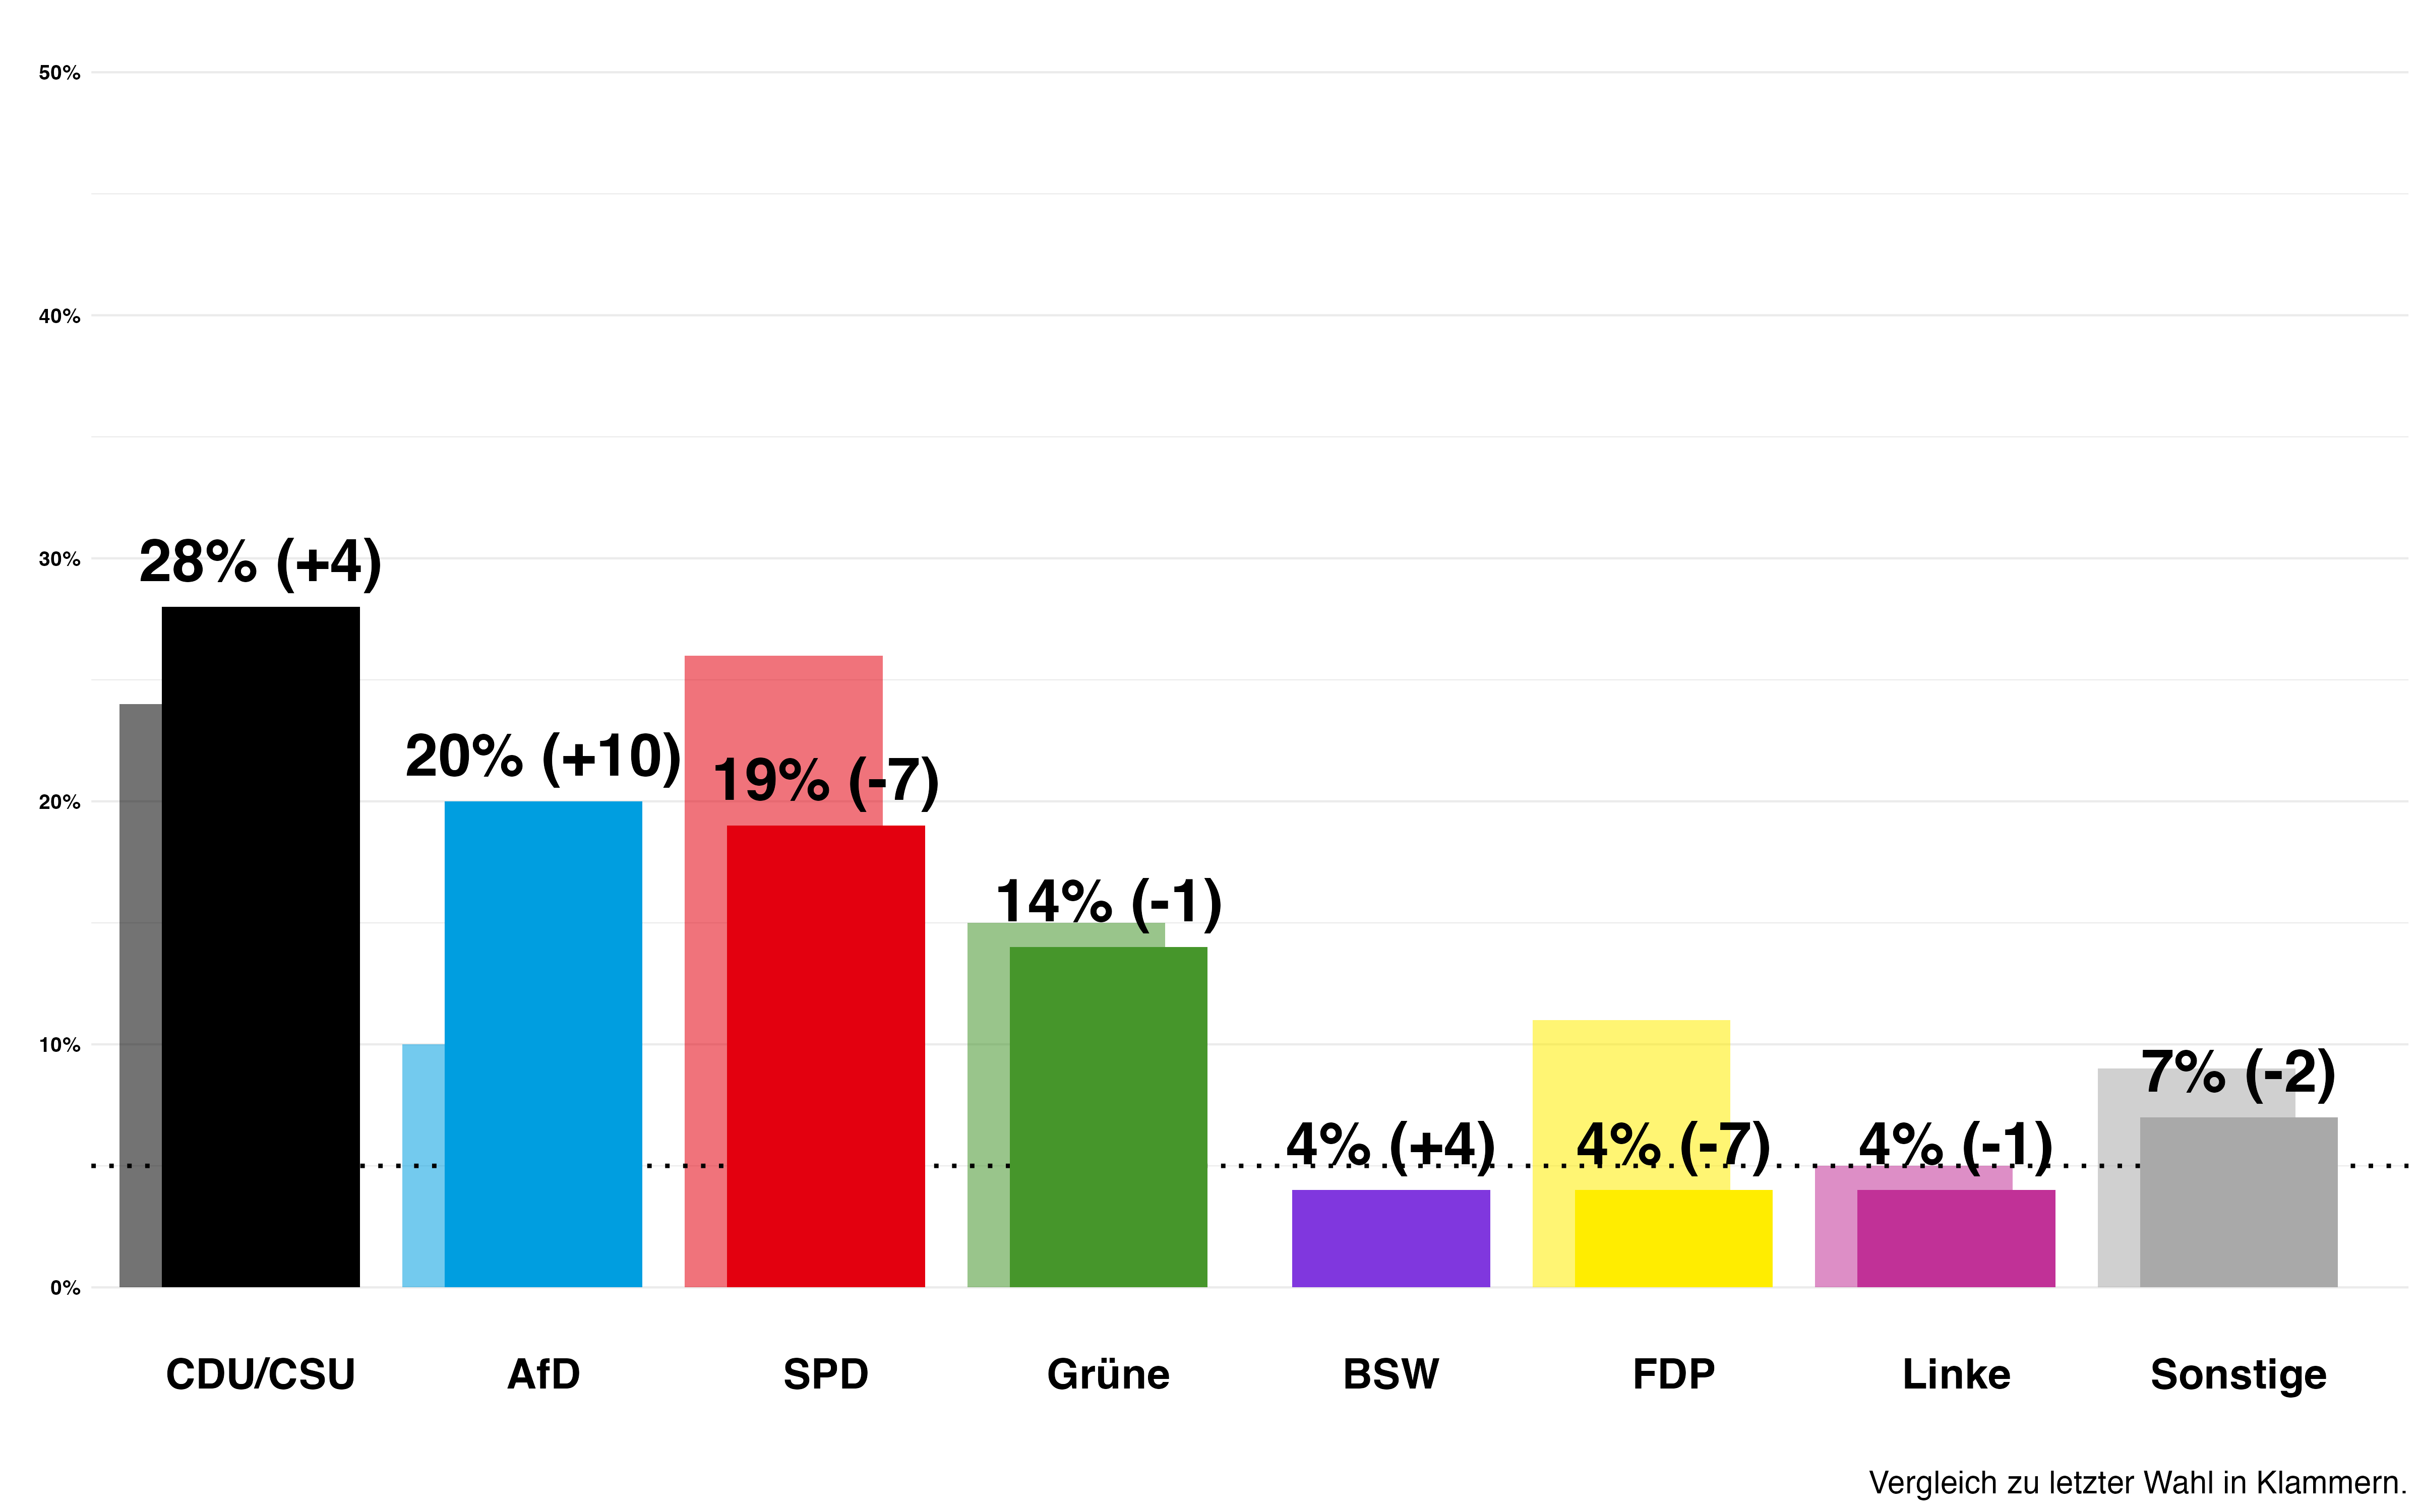 50%
40%
30%
20%
10%
0%
28% (+4)
20% (+10)
19% (-7)
14% (-1)
4% (+4)
4% (-7)
4% (-1)
7% (-2)
CDU/CSU
AfD
SPD
Grüne
BSW
FDP
Linke
Sonstige
Vergleich zu letzter Wahl in Klammern.